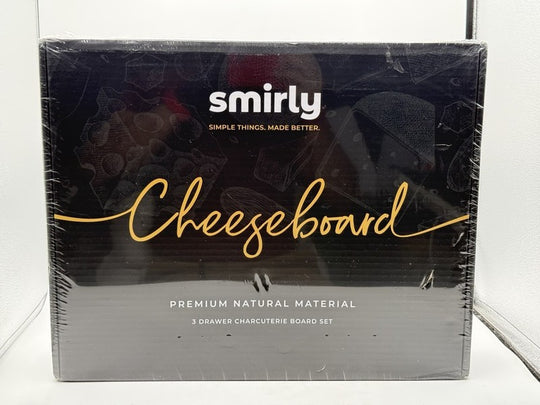 smirly
SIMPLE THINGS. MADE BETTER.
Cheeseboard
PREMIUM NATURAL MATERIAL
3 DRAWER CHARCUTERIE BOARD SET